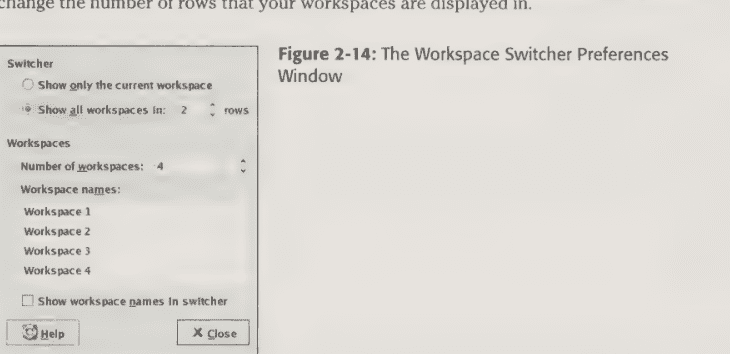 change the number of rows that your workspaces are displayed in.
Figure 2-14: The Workspace Switcher Preferences
Window
Switcher
Show only the current workspace
Show all workspaces in: 2 rows
Workspaces
Number of workspaces: 4
Workspace names:
Workspace 1
Workspace 2
Workspace 3
Workspace 4
Show workspace names in switcher
Help
X Close